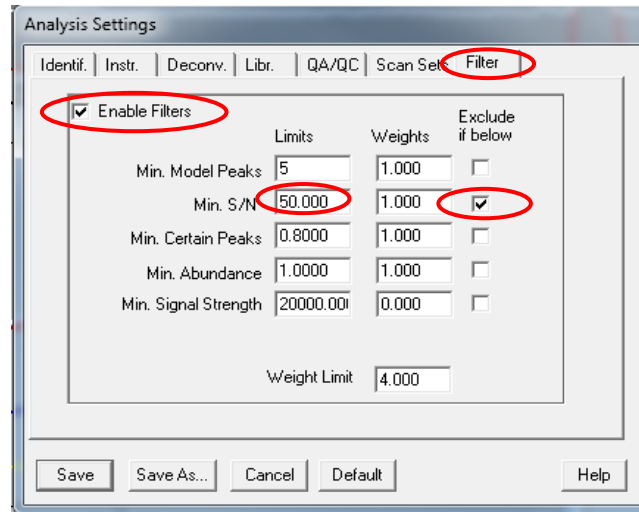 Analysis Settings
Identif. Instr. Deconv. Libr. QA/QC Scan Sets Filter
Enable Filters
Exclude
Limits Weights if below
Min. Model Peaks 5 1.000
Min. S/N 50.000 1.000
Min. Certain Peaks 0.8000 1.000
Min. Abundance 1.0000 1.000
Min. Signal Strength 20000.00 0.000
Weight Limit 4.000
Save Save As... Cancel Default Help